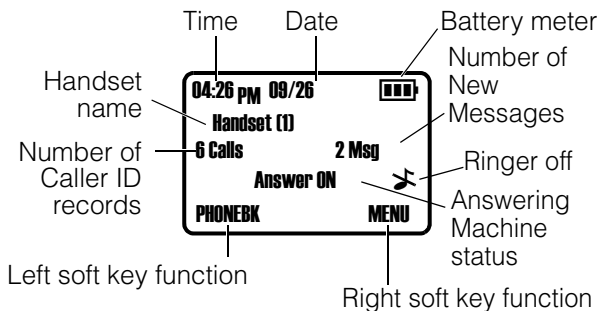 Time
Date
Battery meter
Number of
New
Messages
Handset
name
04:26 PM 09/26
Handset (1)
6 Calls
2 Msg
Number of
Caller ID
records
Answer ON
Ringer off
Answering
Machine
status
PHONEBK
MENU
Left soft key function
Right soft key function